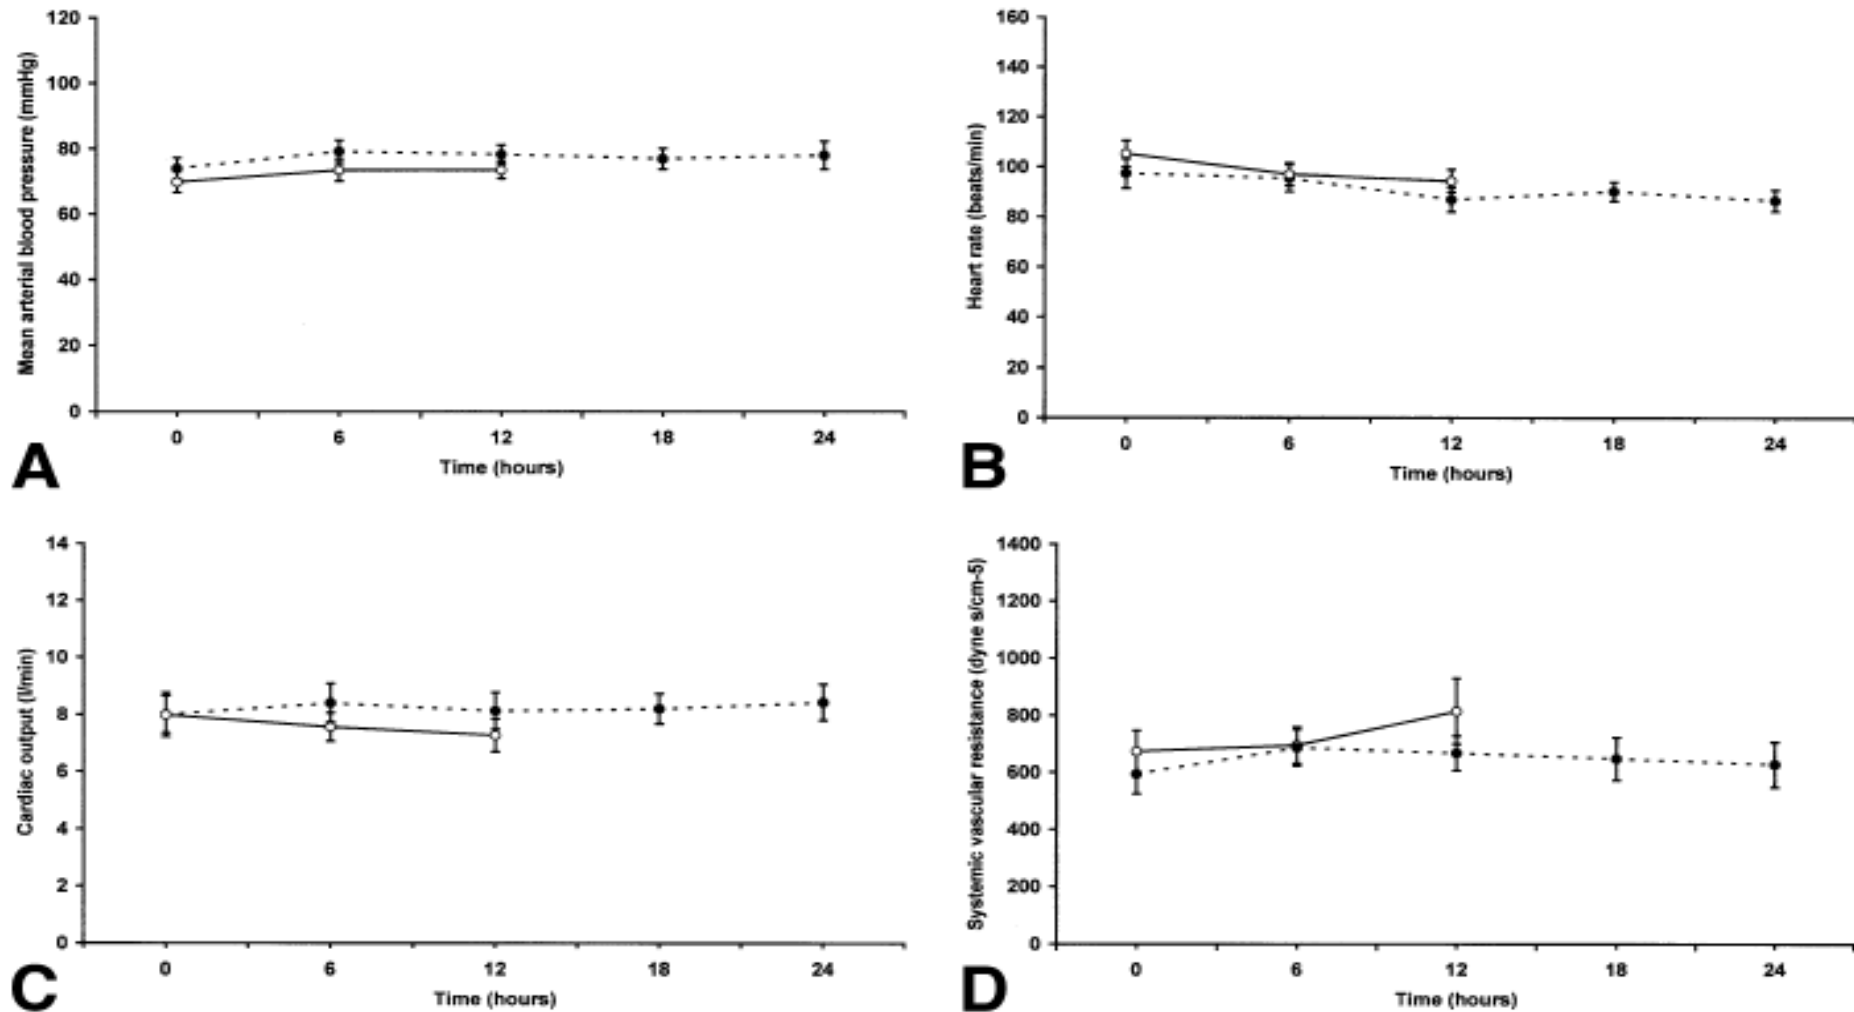 120
100
80
60
40
20
0
Mean arterial blood pressure (mmHg)
0 6 12 18 24
Time (hours)
A
160
140
120
100
80
60
40
20
0
Heart rate (beats/min)
0 6 12 18 24
Time (hours)
B
14
12
10
8
6
4
2
0
Cardiac output (l/min)
0 6 12 18 24
Time (hours)
C
1400
1200
1000
800
600
400
200
0
Systemic vascular resistance (dyne s/cm-5)
0 6 12 18 24
Time (hours)
D